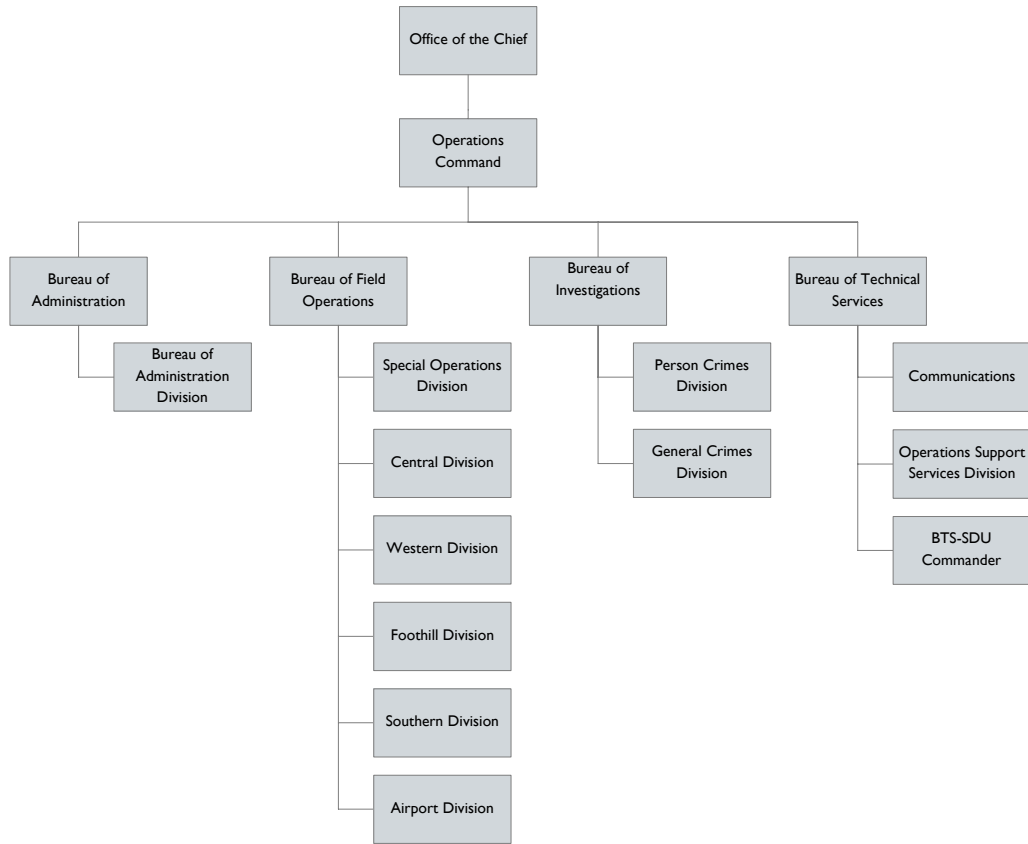 Office of the Chief
Operations
Command
Bureau of
Administration
Bureau of
Administration
Division
Bureau of Field
Operations
Special Operations
Division
Central Division
Western Division
Foothill Division
Southern Division
Airport Division
Bureau of
Investigations
Person Crimes
Division
General Crimes
Division
Bureau of Technical
Services
Communications
Operations Support
Services Division
BTS-SDU
Commander